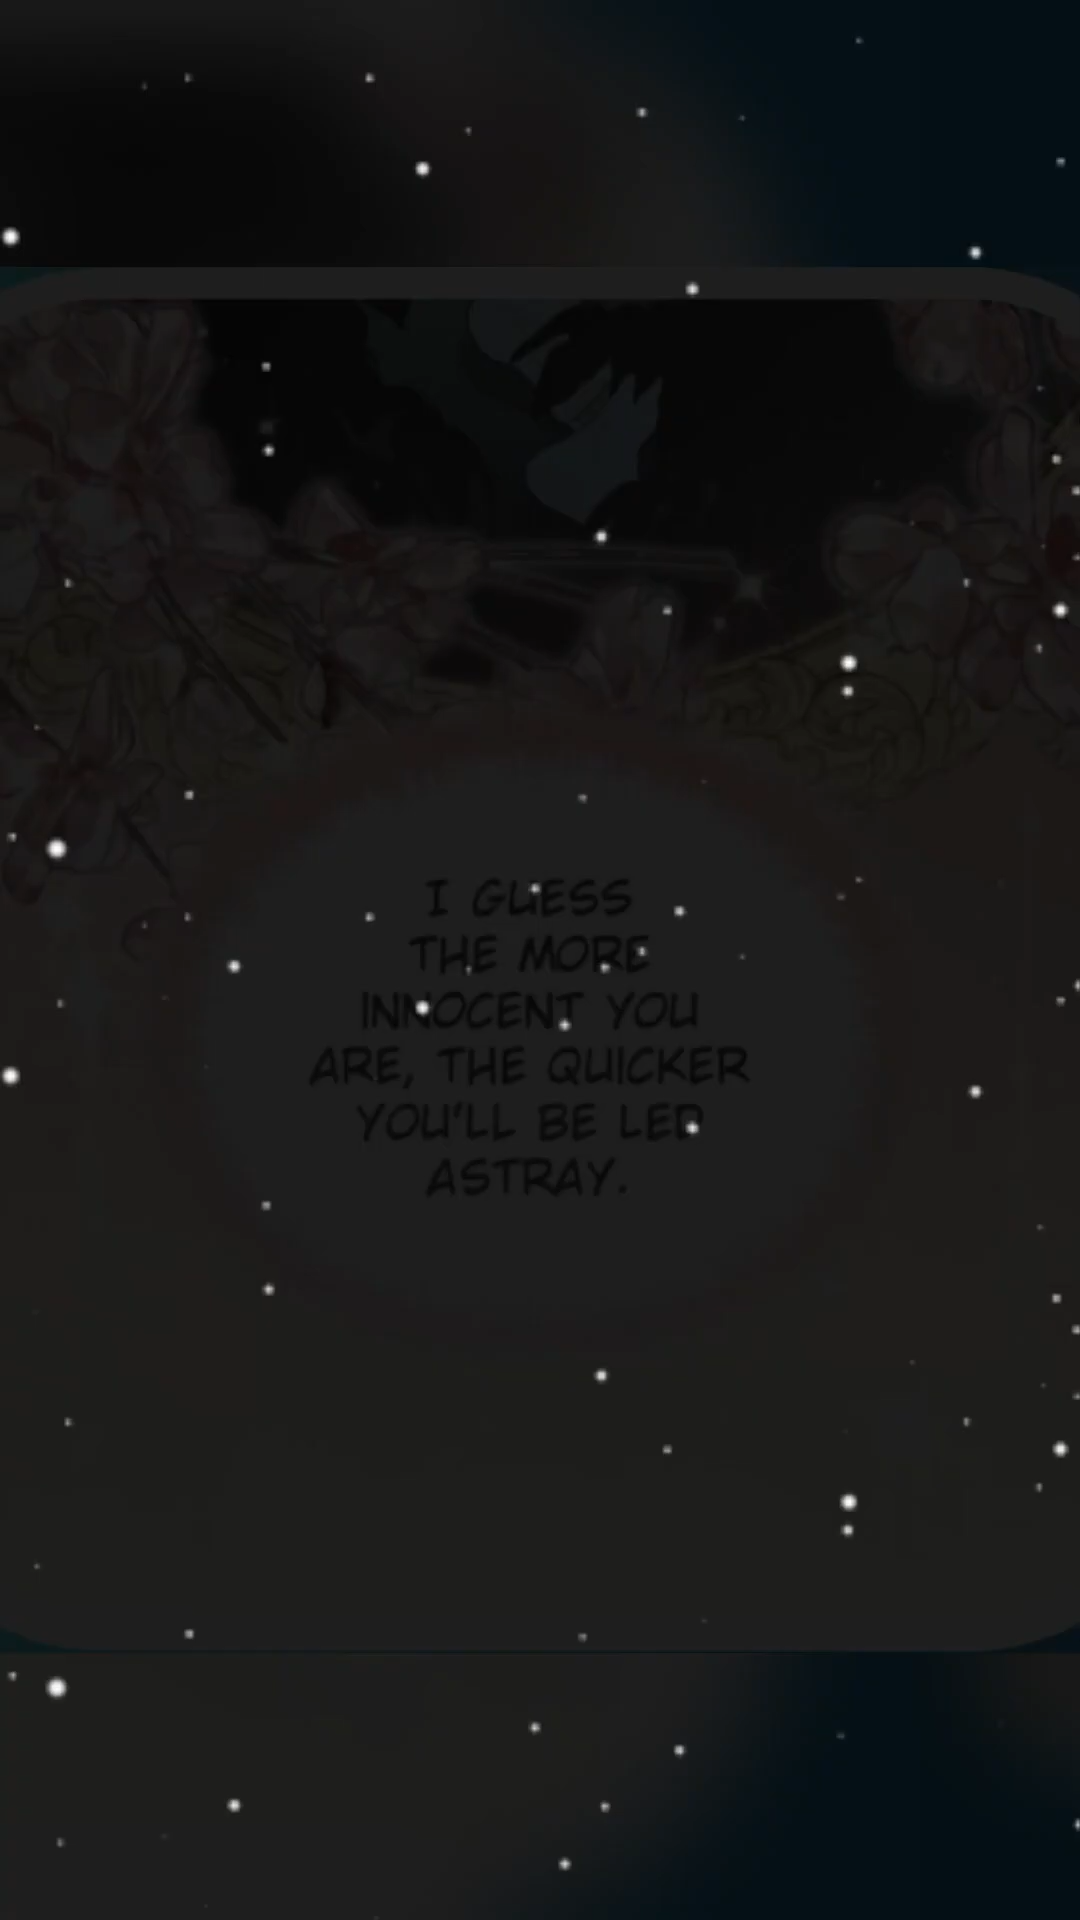 I GUESS
THE MORE
INNOCENT YOU
ARE, THE QUICKER
YOU'LL BE LED
ASTRAY.